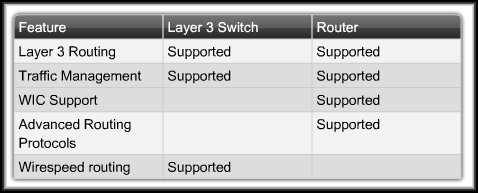 Feature Layer 3 Switch Router
Layer 3 Routing Supported Supported
Traffic Management Supported Supported
WIC Support Supported
Advanced Routing Supported
Protocols
Wirespeed routing Supported